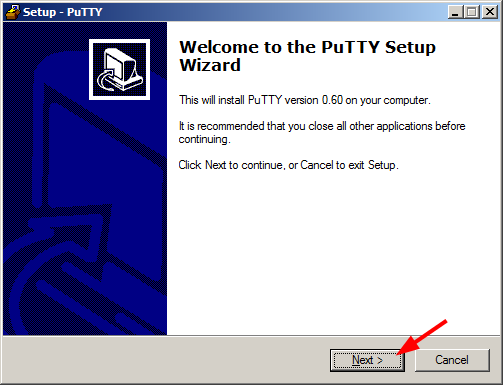 Setup - PuTTY
Welcome to the PuTTY Setup
Wizard
This will install PuTTY version 0.60 on your computer.
It is recommended that you close all other applications before
continuing.
Click Next to continue, or Cancel to exit Setup.
Next >
Cancel